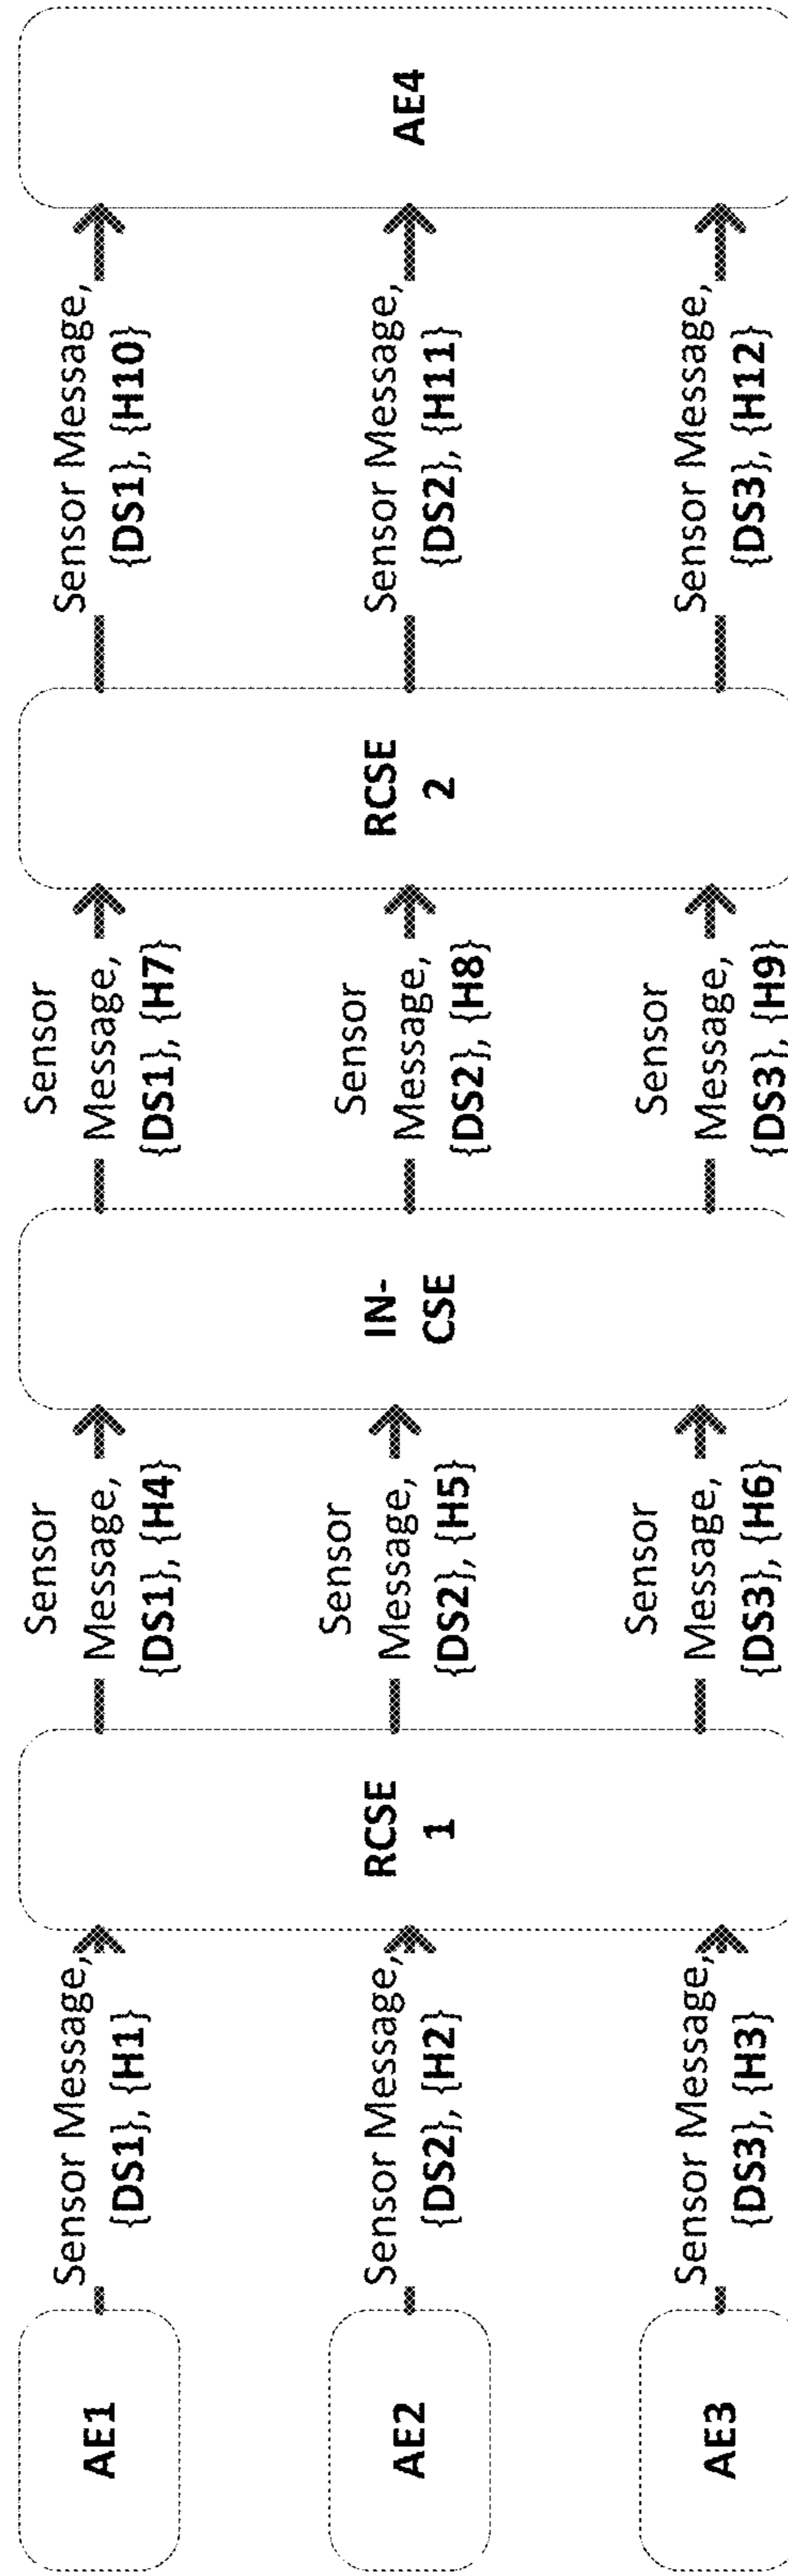 AE1
AE2
AE3
Sensor Message,
{DS1}, {H1}
Sensor Message,
{DS2}, {H2}
Sensor Message,
{DS3}, {H3}
RCSE
1
Sensor
Message,
{DS1}, {H4}
Sensor
Message,
{DS2}, {H5}
Sensor
Message,
{DS3}, {H6}
IN-
CSE
Sensor
Message,
{DS1}, {H7}
Sensor
Message,
{DS2}, {H8}
Sensor
Message,
{DS3}, {H9}
RCSE
2
Sensor Message,
{DS1}, {H10}
Sensor Message,
{DS2}, {H11}
Sensor Message,
{DS3}, {H12}
AE4